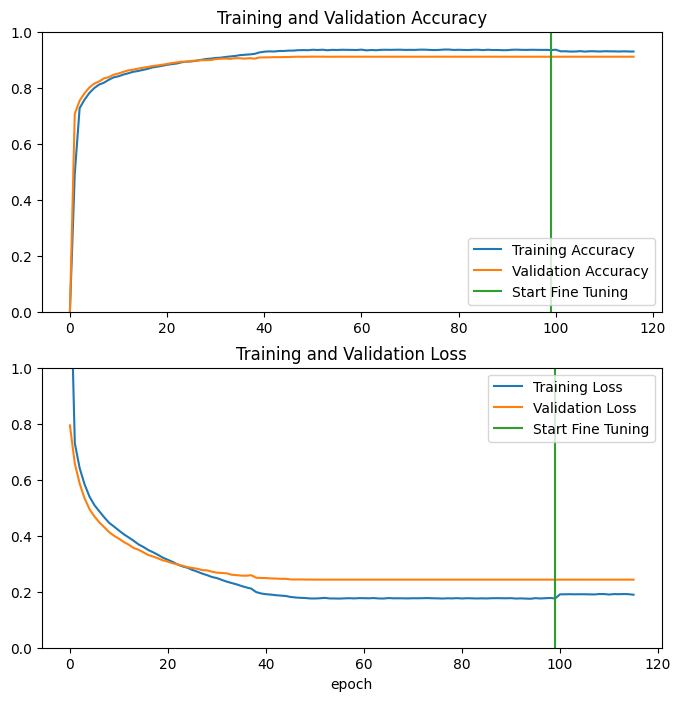 Training and Validation Accuracy
1.0
0.8
0.6
0.4
0.2
0.0
Training Accuracy
Validation Accuracy
Start Fine Tuning
0 20 40 60 80 100 120
Training and Validation Loss
1.0
0.8
0.6
0.4
0.2
0.0
Training Loss
Validation Loss
Start Fine Tuning
0 20 40 60 80 100 120
epoch